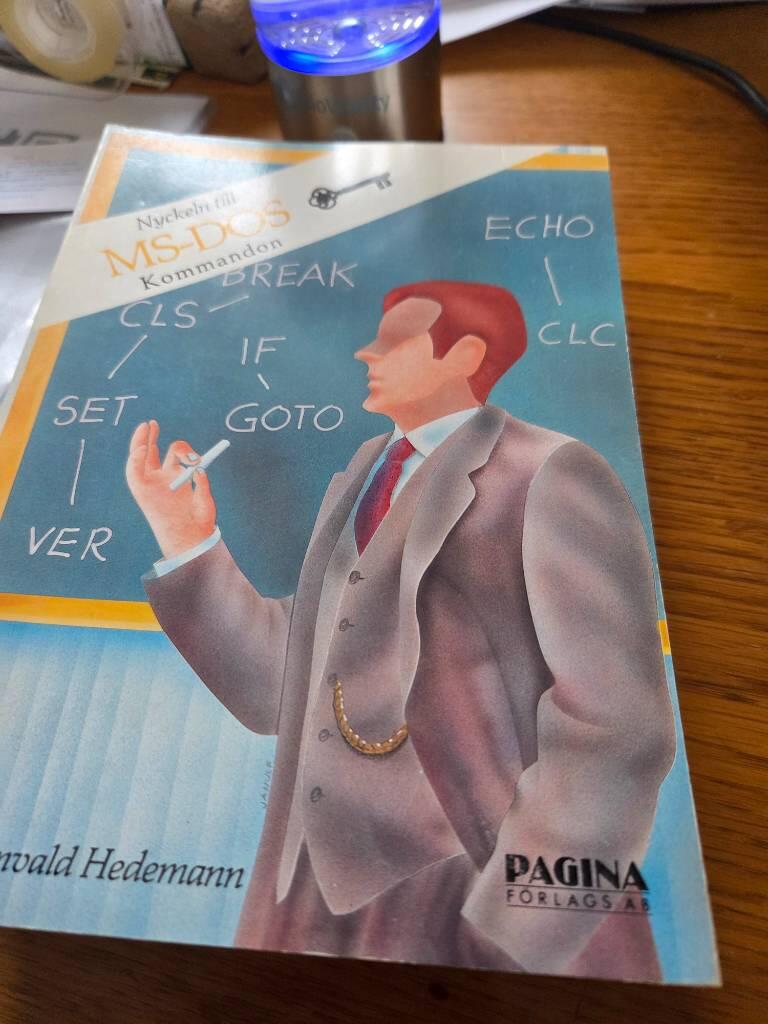 Nyckeln till
MS-DOS
Kommandon
BREAK
ECHO
CLS
CLC
IF
SET
GOTO
VER
nvald Hedemann
PAGINA
FÖRLAGS AB